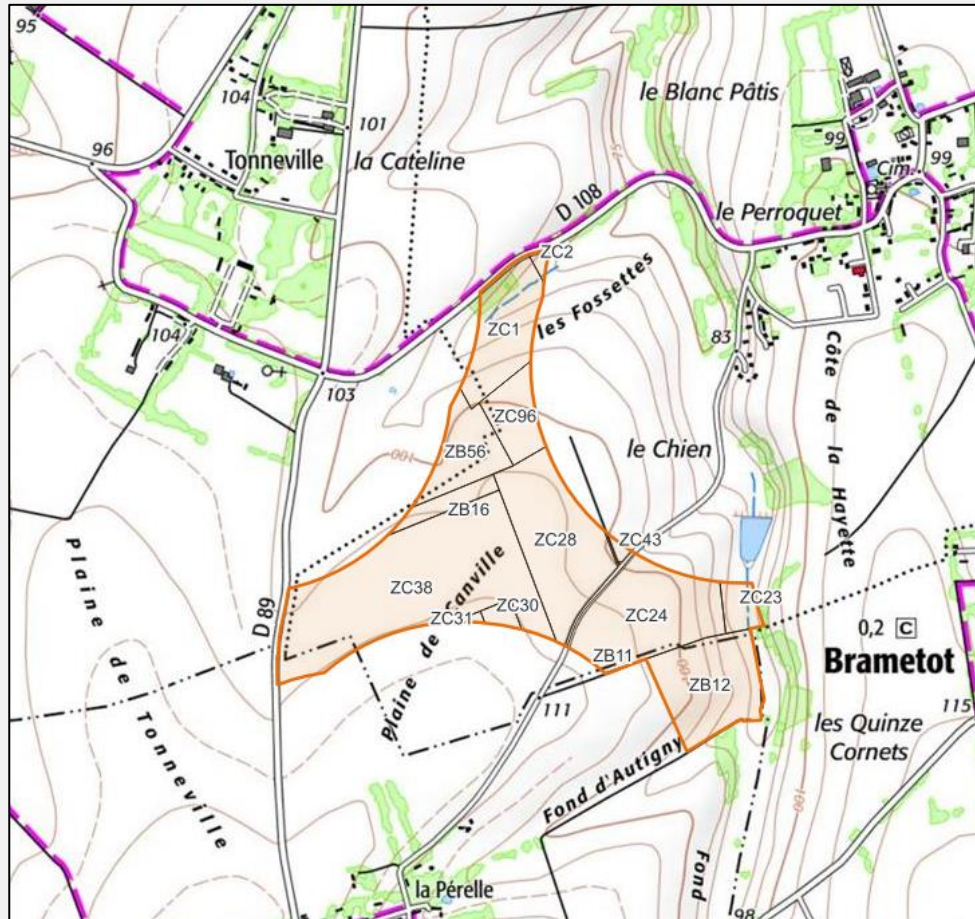 95
104
le Blanc Pâtis
101
99
96
Tonneville
la Cateline
75
99
Cim.
D 108
le Perroquet
ZC2
les Fossettes
ZC1
104
83
103
Côte de la Hayette
ZC96
100
ZB56
le Chien
ZB16
ZC28
ZC43
Plaine de Tonneville
ZC38
Plaine de Canville
ZC23
D 89
ZC30
ZC31
ZC24
0,2 C
ZB11
Brametot
ZB12
100
111
115
les Quinze
Cornets
Fond d'Autigny
100
Fond
la Pérelle
98